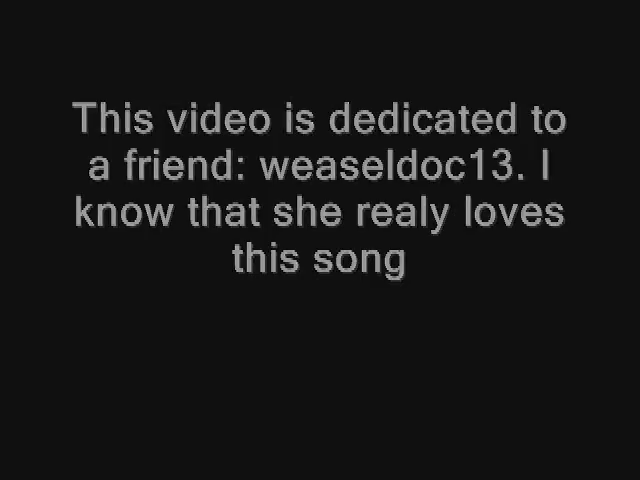 This video is dedicated to
a friend: weaseldoc13. I
know that she realy loves
this song